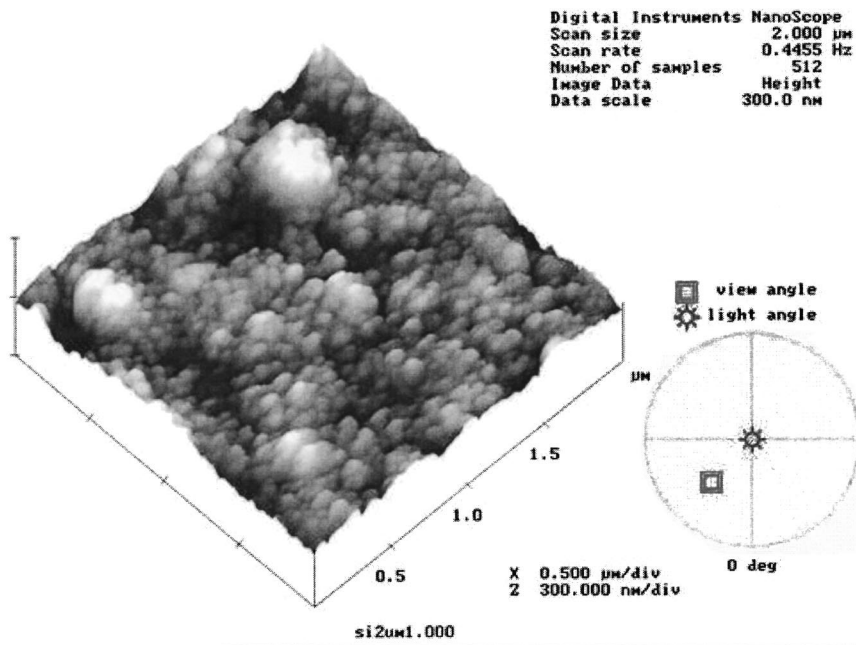 Digital Instruments NanoScope
Scan size 2.000 µm
Scan rate 0.4455 Hz
Number of samples 512
Image Data Height
Data scale 300.0 nm
view angle
light angle
µm
1.5
1.0
0.5
X 0.500 µm/div
Z 300.000 nm/div
0 deg
si2um1.000